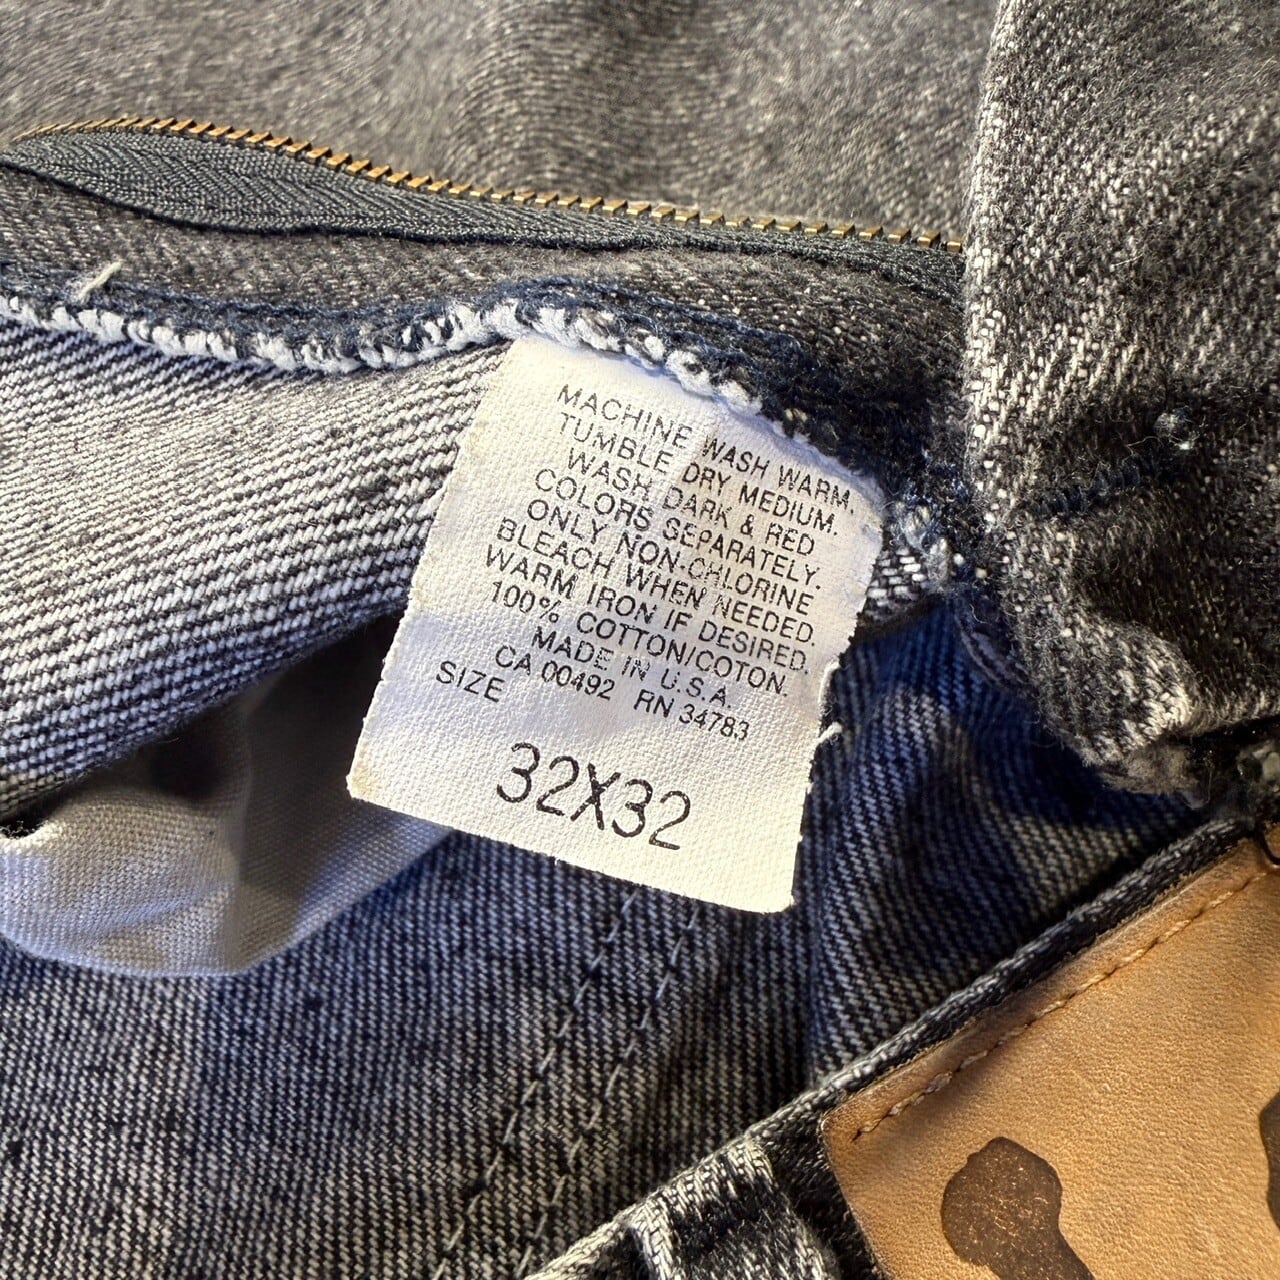 MACHINE WASH WARM.
TUMBLE DRY MEDIUM.
WASH DARK & RED
COLORS SEPARATELY.
ONLY NON-CHLORINE
BLEACH WHEN NEEDED.
WARM IRON IF DESIRED.
100% COTTON/COTON.
MADE IN U.S.A.
CA 00492 RN 34783
SIZE
32X32